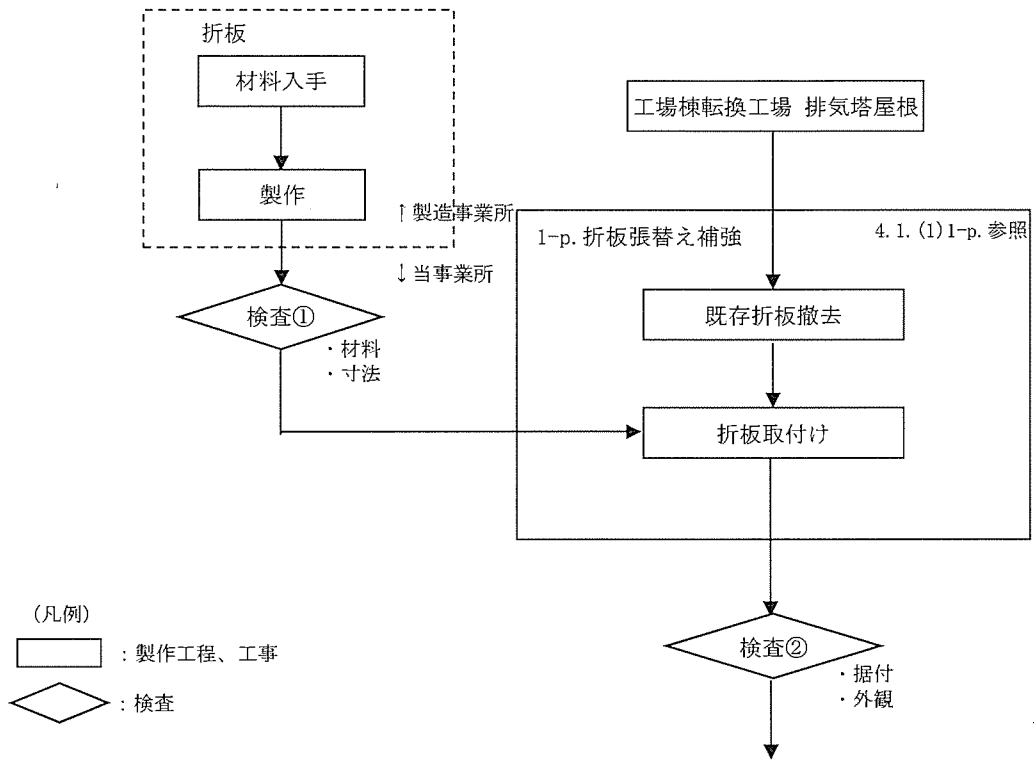 折板
材料入手
製作
↑製造事業所
↓当事業所
検査①
・材料
・寸法
工場棟転換工場 排気塔屋根
1-p.折板張替え補強
4.1.(1)1-p.参照
既存折板撤去
折板取付け
検査②
・据付
・外観
(凡例)
：製作工程、工事
：検査